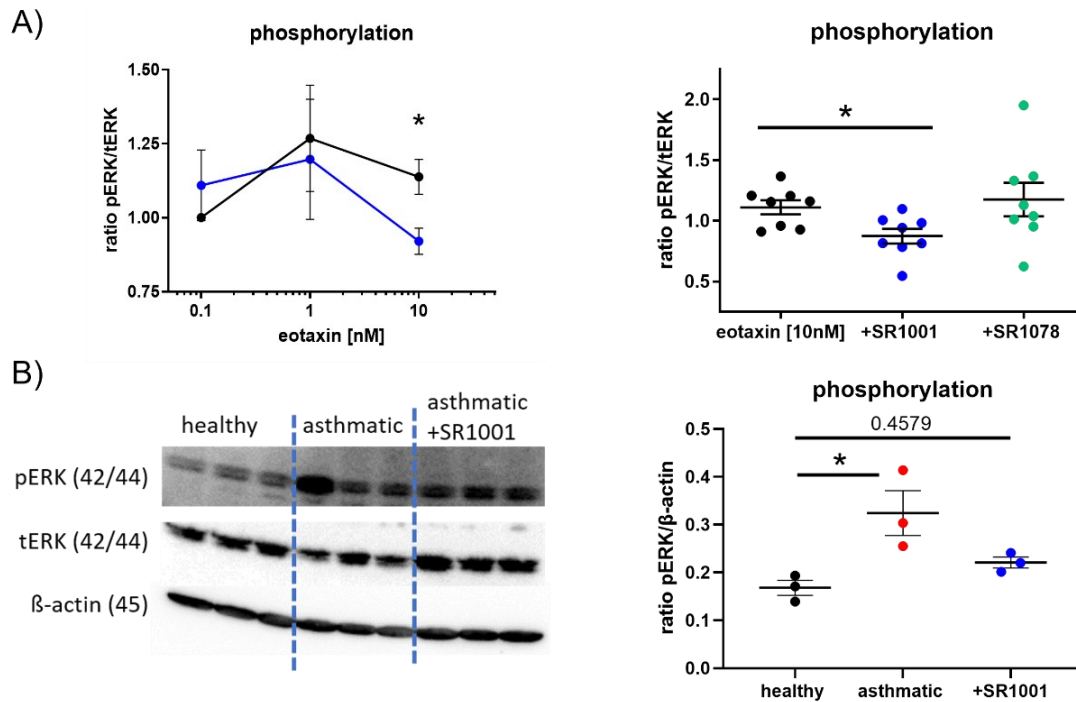 A)
phosphorylation
ratio pERK/tERK
1.50
1.25
1.00
0.75
*
0.1
1
10
eotaxin [nM]
phosphorylation
ratio pERK/tERK
2.0
1.5
1.0
0.5
*
eotaxin [10nM]
+SR1001
+SR1078
B)
healthy
asthmatic
asthmatic
+SR1001
pERK (42/44)
tERK (42/44)
ß-actin (45)
phosphorylation
ratio pERK/β-actin
0.5
0.4
0.3
0.2
0.1
0.0
0.4579
*
healthy
asthmatic
+SR1001